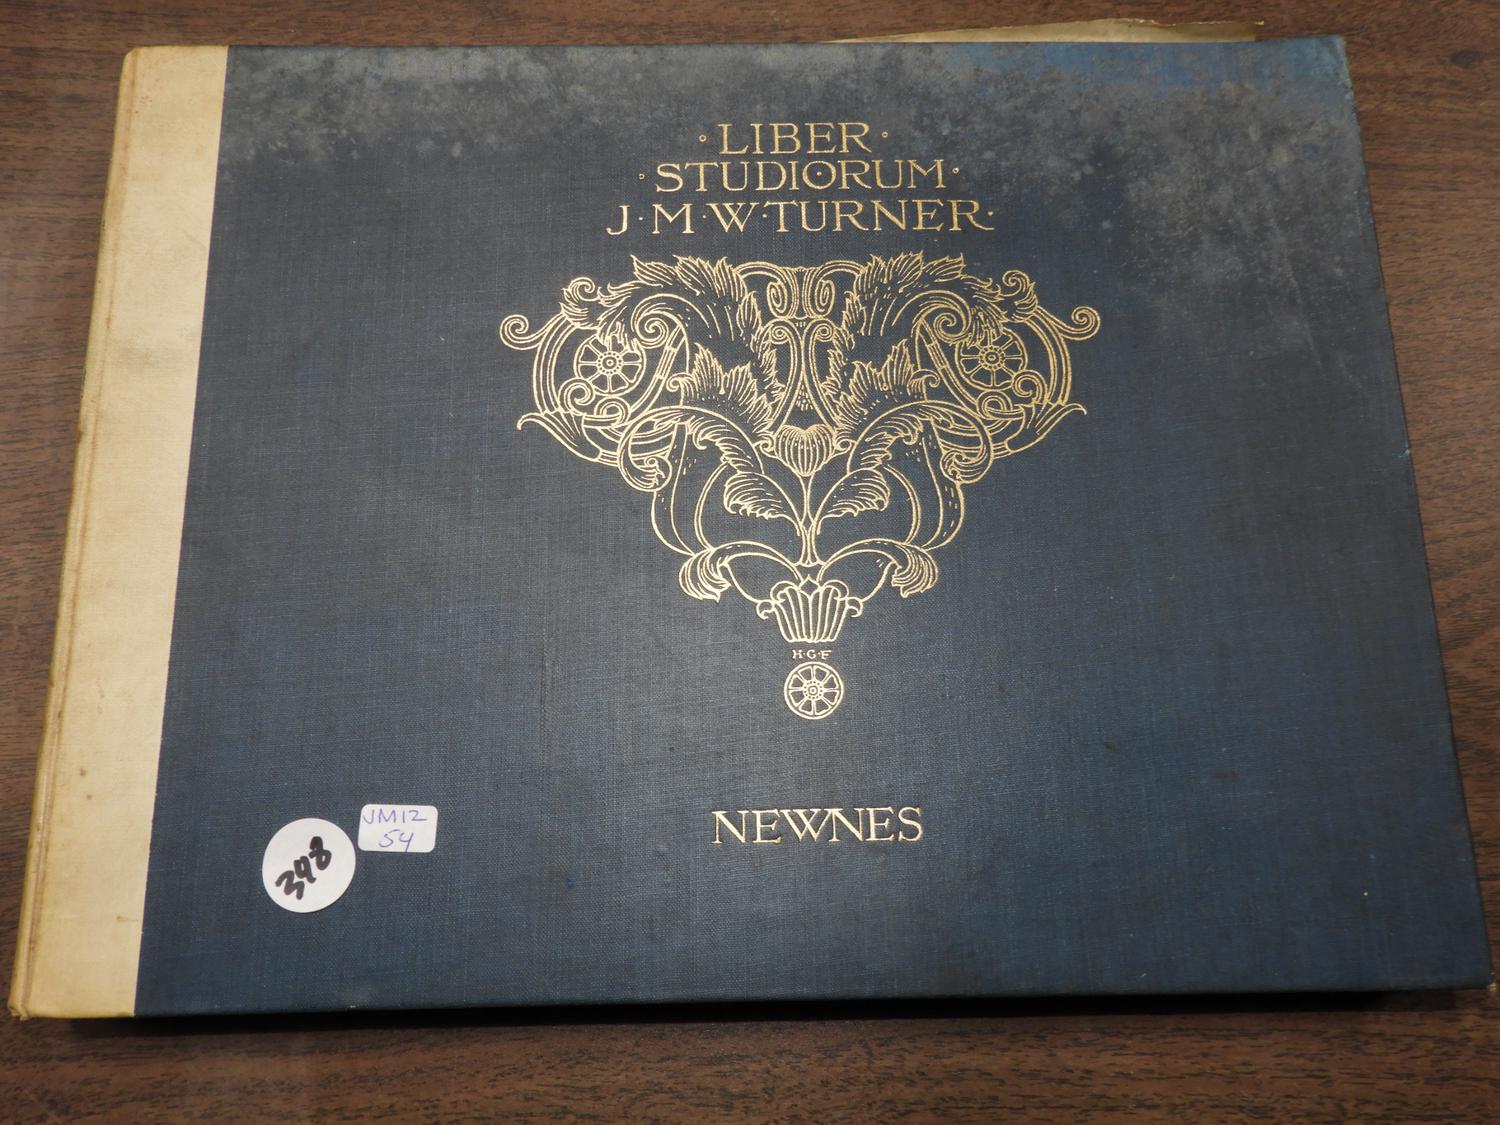 ·LIBER·
·STUDIORUM·
J·M·W·TURNER·
H·G·F
NEWNES
JM12
54
398